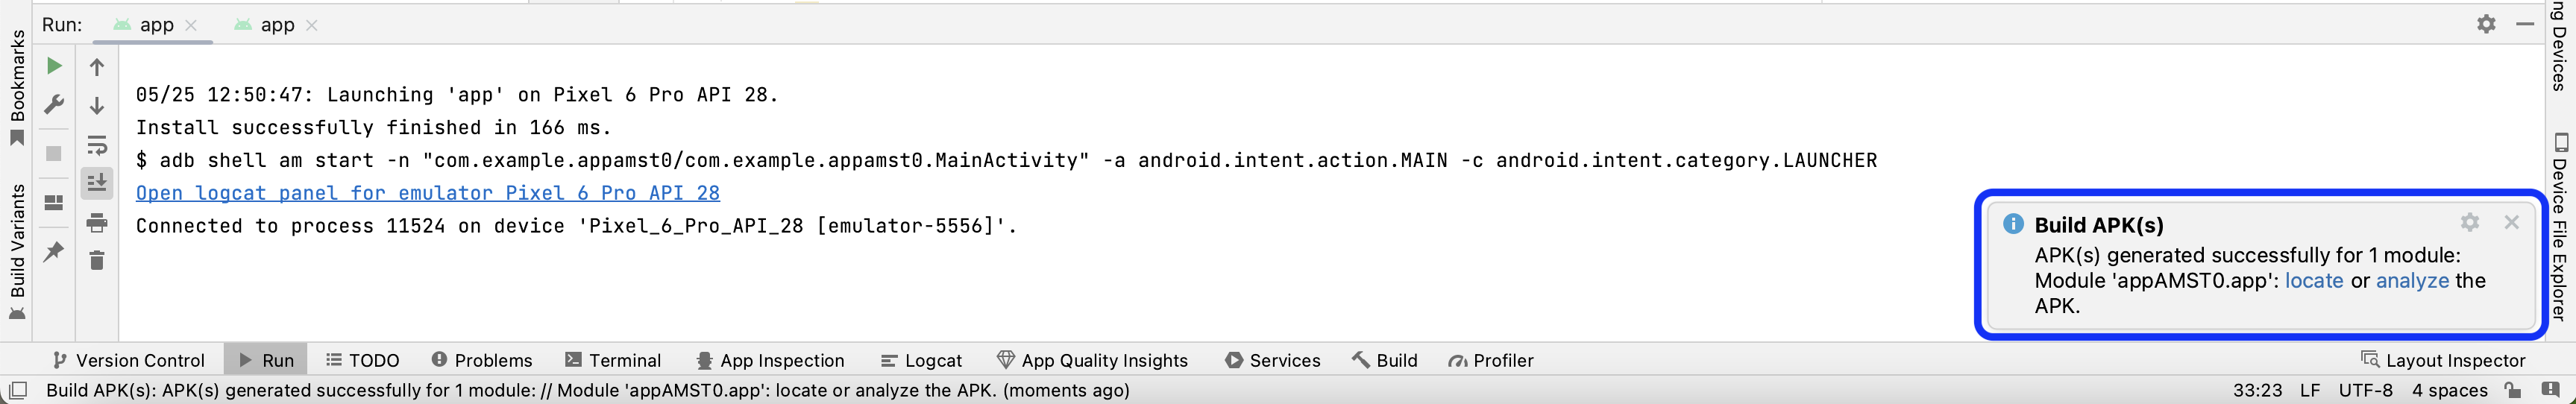 Run: app app
ng Devices
Bookmarks
05/25 12:50:47: Launching 'app' on Pixel 6 Pro API 28.
Install successfully finished in 166 ms.
$ adb shell am start -n "com.example.appamst0/com.example.appamst0.MainActivity" -a android.intent.action.MAIN -c android.intent.category.LAUNCHER
Open logcat panel for emulator Pixel 6 Pro API 28
Connected to process 11524 on device 'Pixel_6_Pro_API_28 [emulator-5556]'.
Build Variants
Device File Explorer
Build APK(s)
APK(s) generated successfully for 1 module:
Module 'appAMST0.app': locate or analyze the
APK.
Version Control Run TODO Problems Terminal App Inspection Logcat App Quality Insights Services Build Profiler Layout Inspector
Build APK(s): APK(s) generated successfully for 1 module: // Module 'appAMST0.app': locate or analyze the APK. (moments ago) 33:23 LF UTF-8 4 spaces